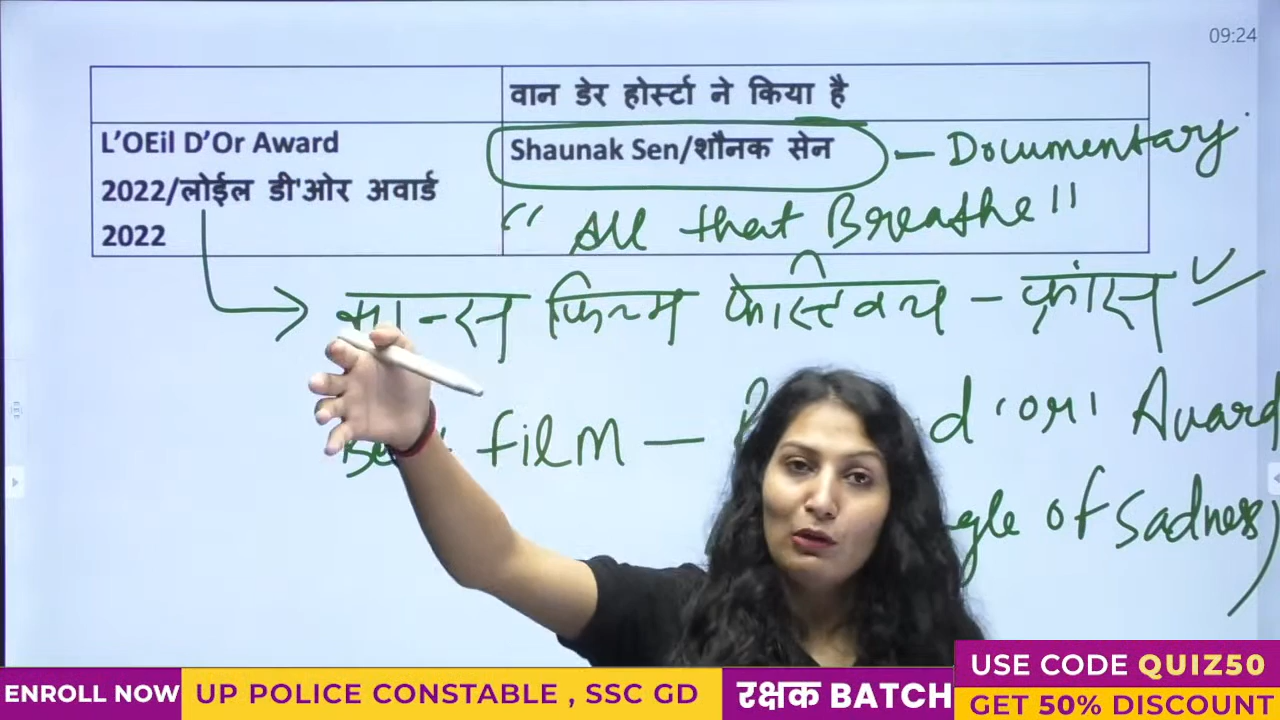 09:24
वान डेर होर्स्टा ने किया है
L'OEil D'Or Award
2022/लोईल डी'ओर अवार्ड
2022
Shaunak Sen/शौनक सेन
— Documentary
“All that Breathe"
कान्स फिल्म फेस्टिवल - फ्रांस
film — d'or' Award
of Sadness)
ENROLL NOW
UP POLICE CONSTABLE , SSC GD
रक्षक BATCH
USE CODE QUIZ50
GET 50% DISCOUNT